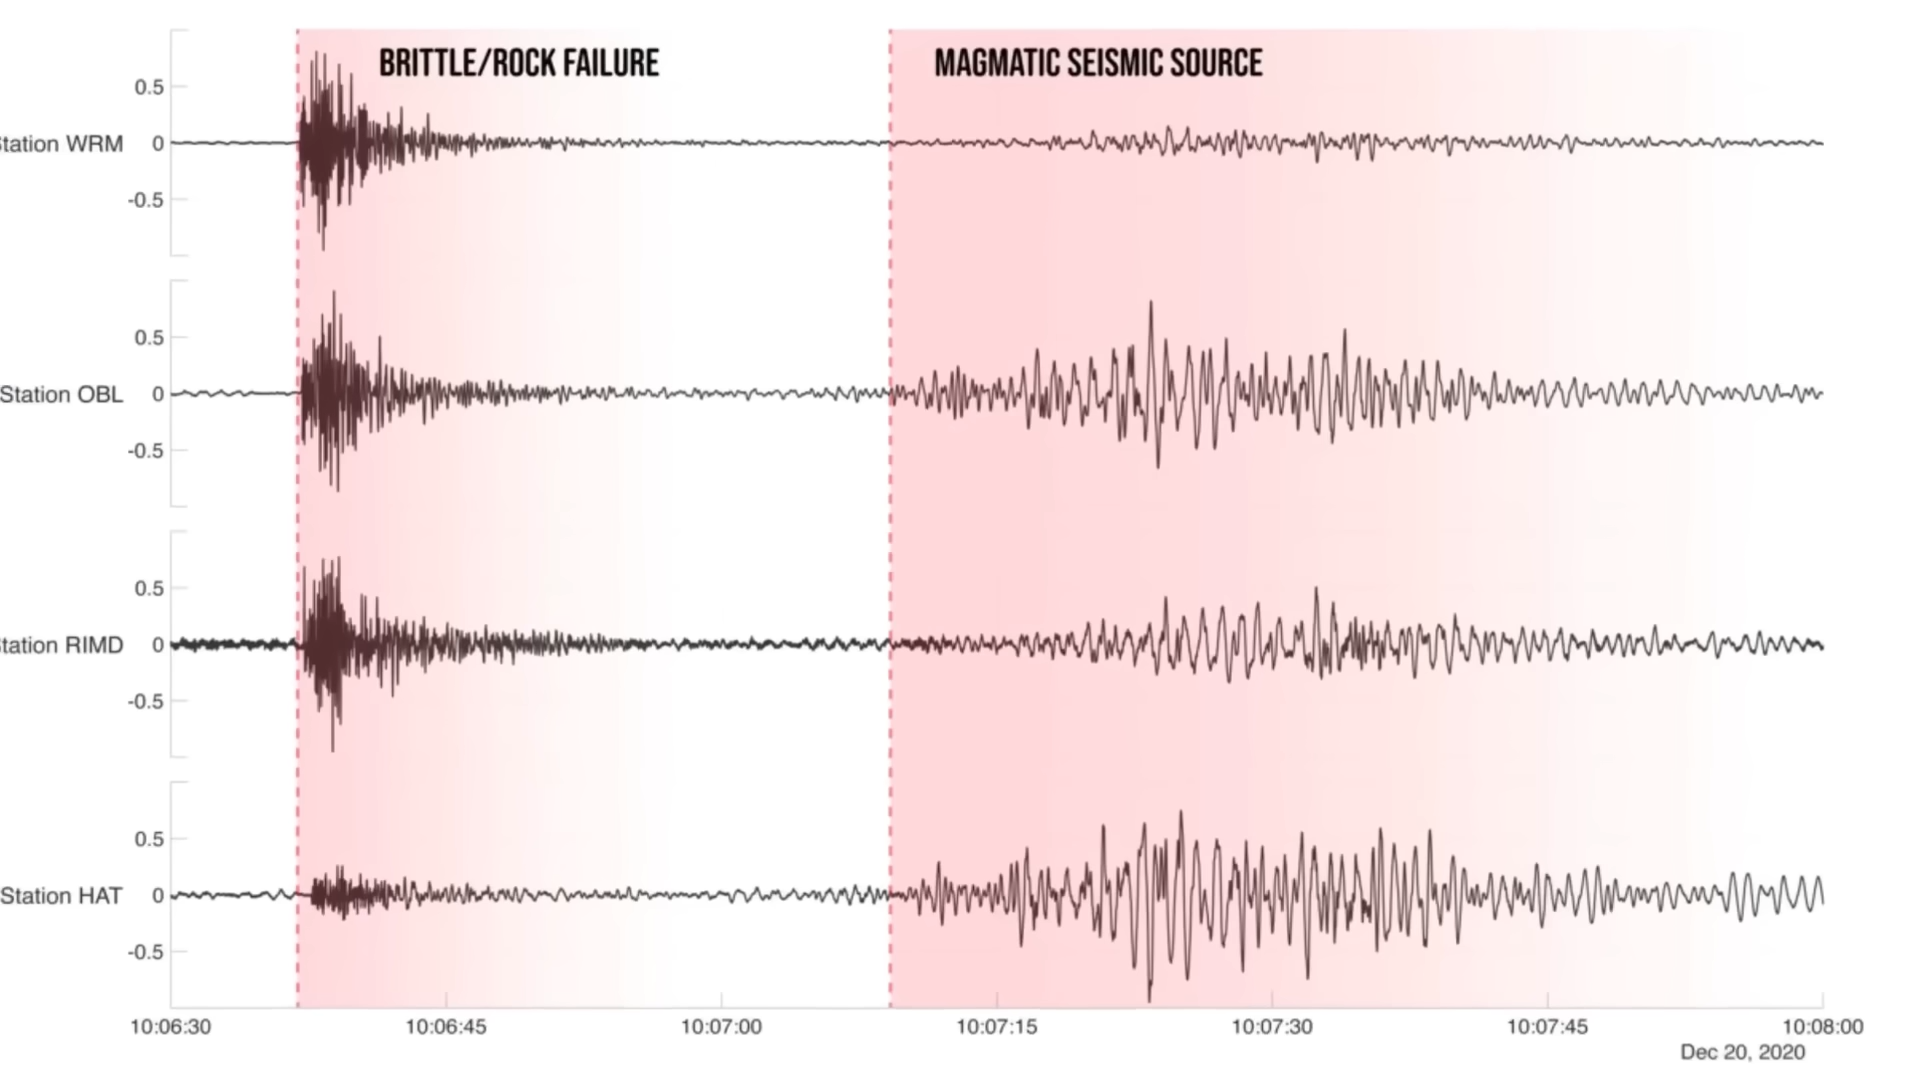 BRITTLE/ROCK FAILURE
MAGMATIC SEISMIC SOURCE
0.5
tation WRM 0
-0.5
0.5
Station OBL 0
-0.5
0.5
tation RIMD 0
-0.5
0.5
Station HAT 0
-0.5
10:06:30 10:06:45 10:07:00 10:07:15 10:07:30 10:07:45 10:08:00
Dec 20, 2020